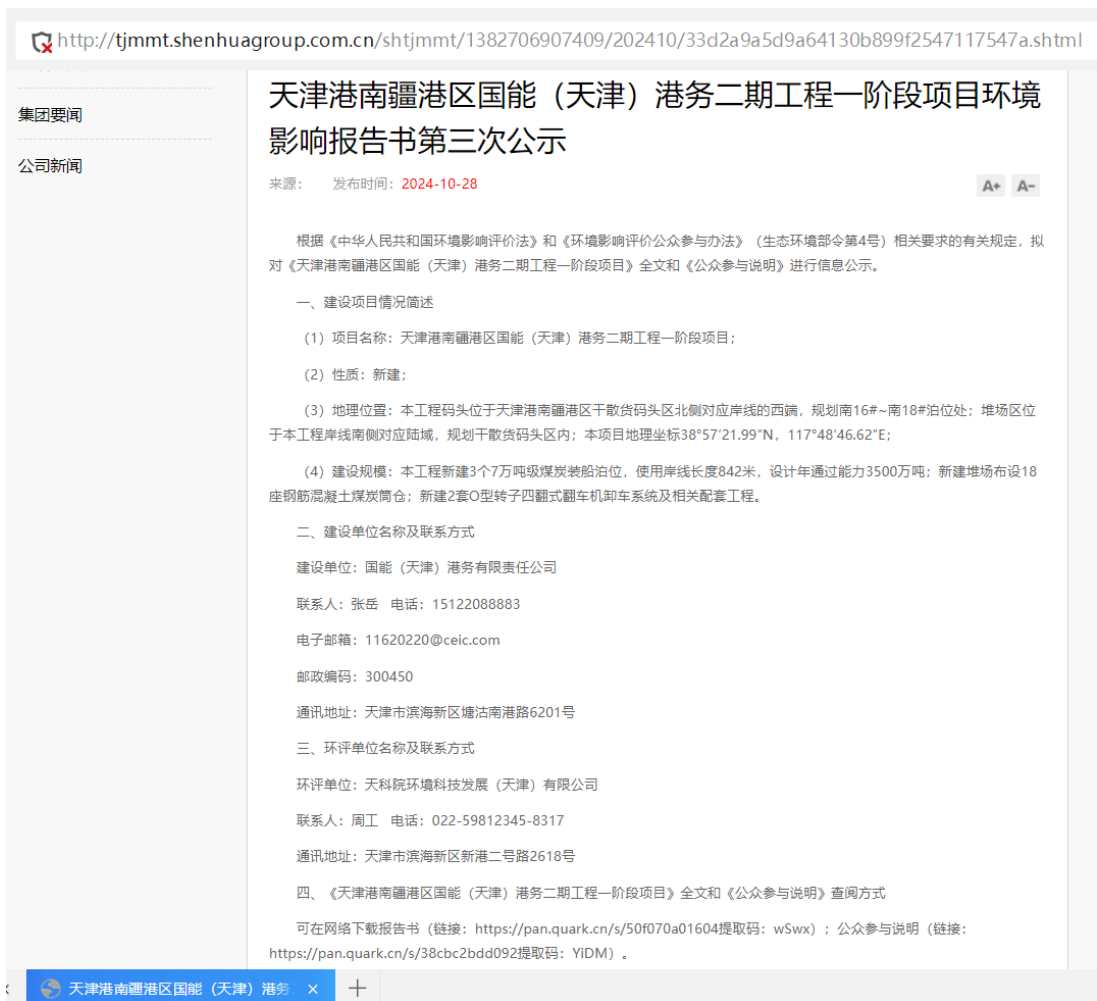 http://tjmmt.shenhuagroup.com.cn/shtjmmt/1382706907409/202410/33d2a9a5d9a64130b899f2547117547a.shtml
集团要闻
公司新闻
天津港南疆港区国能（天津）港务二期工程一阶段项目环境
影响报告书第三次公示
来源： 发布时间：2024-10-28
A+ A-
根据《中华人民共和国环境影响评价法》和《环境影响评价公众参与办法》（生态环境部令第4号）相关要求的有关规定，拟
对《天津港南疆港区国能（天津）港务二期工程一阶段项目》全文和《公众参与说明》进行信息公示。
一、建设项目情况简述
（1）项目名称：天津港南疆港区国能（天津）港务二期工程一阶段项目；
（2）性质：新建；
（3）地理位置：本工程码头位于天津港南疆港区干散货码头区北侧对应岸线的西端，规划南16#~南18#泊位处；堆场区位
于本工程岸线南侧对应陆域，规划干散货码头区内；本项目地理坐标38°57′21.99″N，117°48′46.62″E；
（4）建设规模：本工程新建3个7万吨级煤炭装船泊位，使用岸线长度842米，设计年通过能力3500万吨；新建堆场布设18
座钢筋混凝土煤炭筒仓；新建2套O型转子四翻式翻车机卸车系统及相关配套工程。
二、建设单位名称及联系方式
建设单位：国能（天津）港务有限责任公司
联系人：张岳 电话：15122088883
电子邮箱：11620220@ceic.com
邮政编码：300450
通讯地址：天津市滨海新区塘沽南港路6201号
三、环评单位名称及联系方式
环评单位：天科院环境科技发展（天津）有限公司
联系人：周工 电话：022-59812345-8317
通讯地址：天津市滨海新区新港二号路2618号
四、《天津港南疆港区国能（天津）港务二期工程一阶段项目》全文和《公众参与说明》查阅方式
可在网络下载报告书（链接：https://pan.quark.cn/s/50f070a01604提取码：wSwx）；公众参与说明（链接：
https://pan.quark.cn/s/38cbc2bdd092提取码：YiDM）。
天津港南疆港区国能（天津）港务